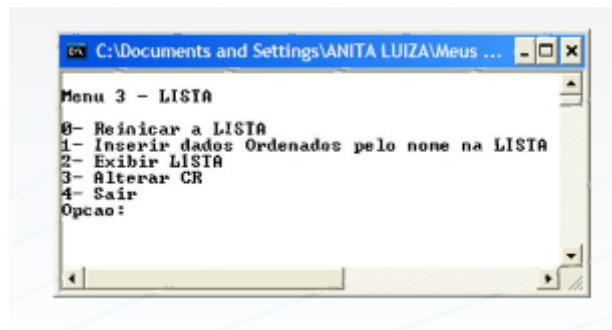 C:\Documents and Settings\ANITA LUIZA\Meus ...
Menu 3 - LISTA
0- Reinicar a LISTA
1- Inserir dados Ordenados pelo nome na LISTA
2- Exibir LISTA
3- Alterar CR
4- Sair
Opcao: